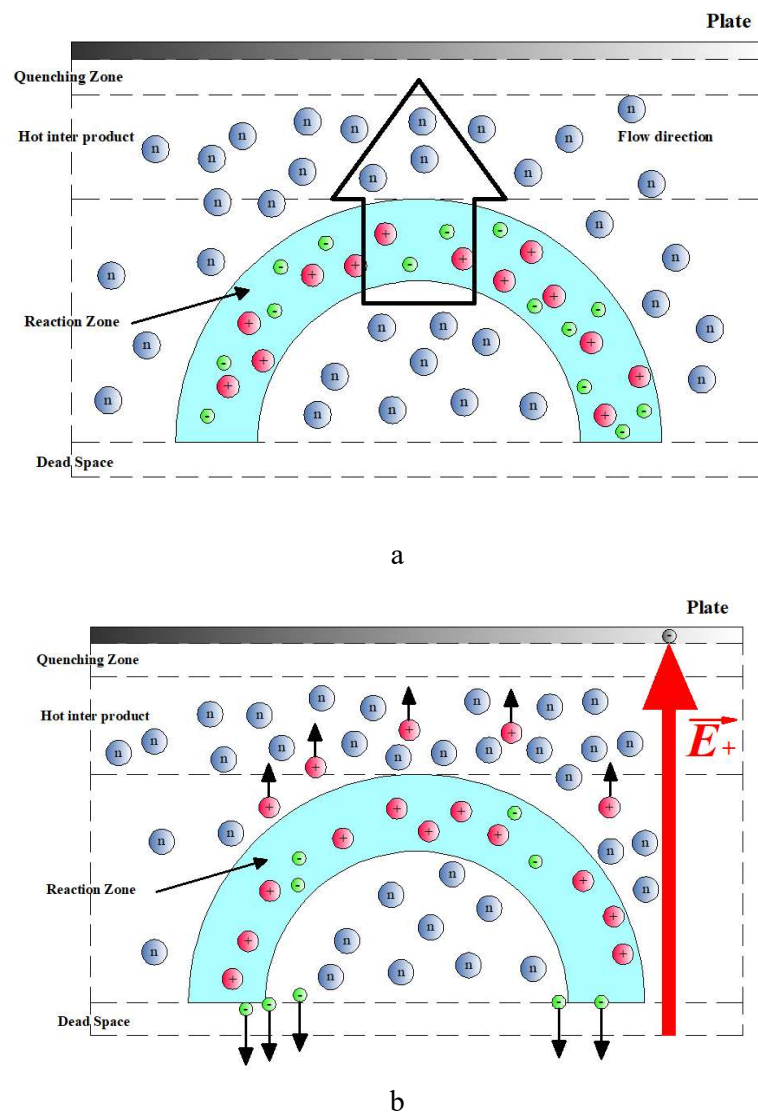 Plate
Quenching Zone
Hot inter product
Flow direction
n n n n n n n n n n n n n n n n
- + - - + - + - + + - + - + - - + - + + - + - + - + - -
Reaction Zone
n n n n n n n n n n n n n n n n n
Dead Space
a
Plate
-
Quenching Zone
Hot inter product
E+
n n n n n n n n n n n n n n n n n
+ + + + +
+ + + + + + - - - - + + + + + +
Reaction Zone
n n n n n n n n n n n n n n
- - - - -
Dead Space
b